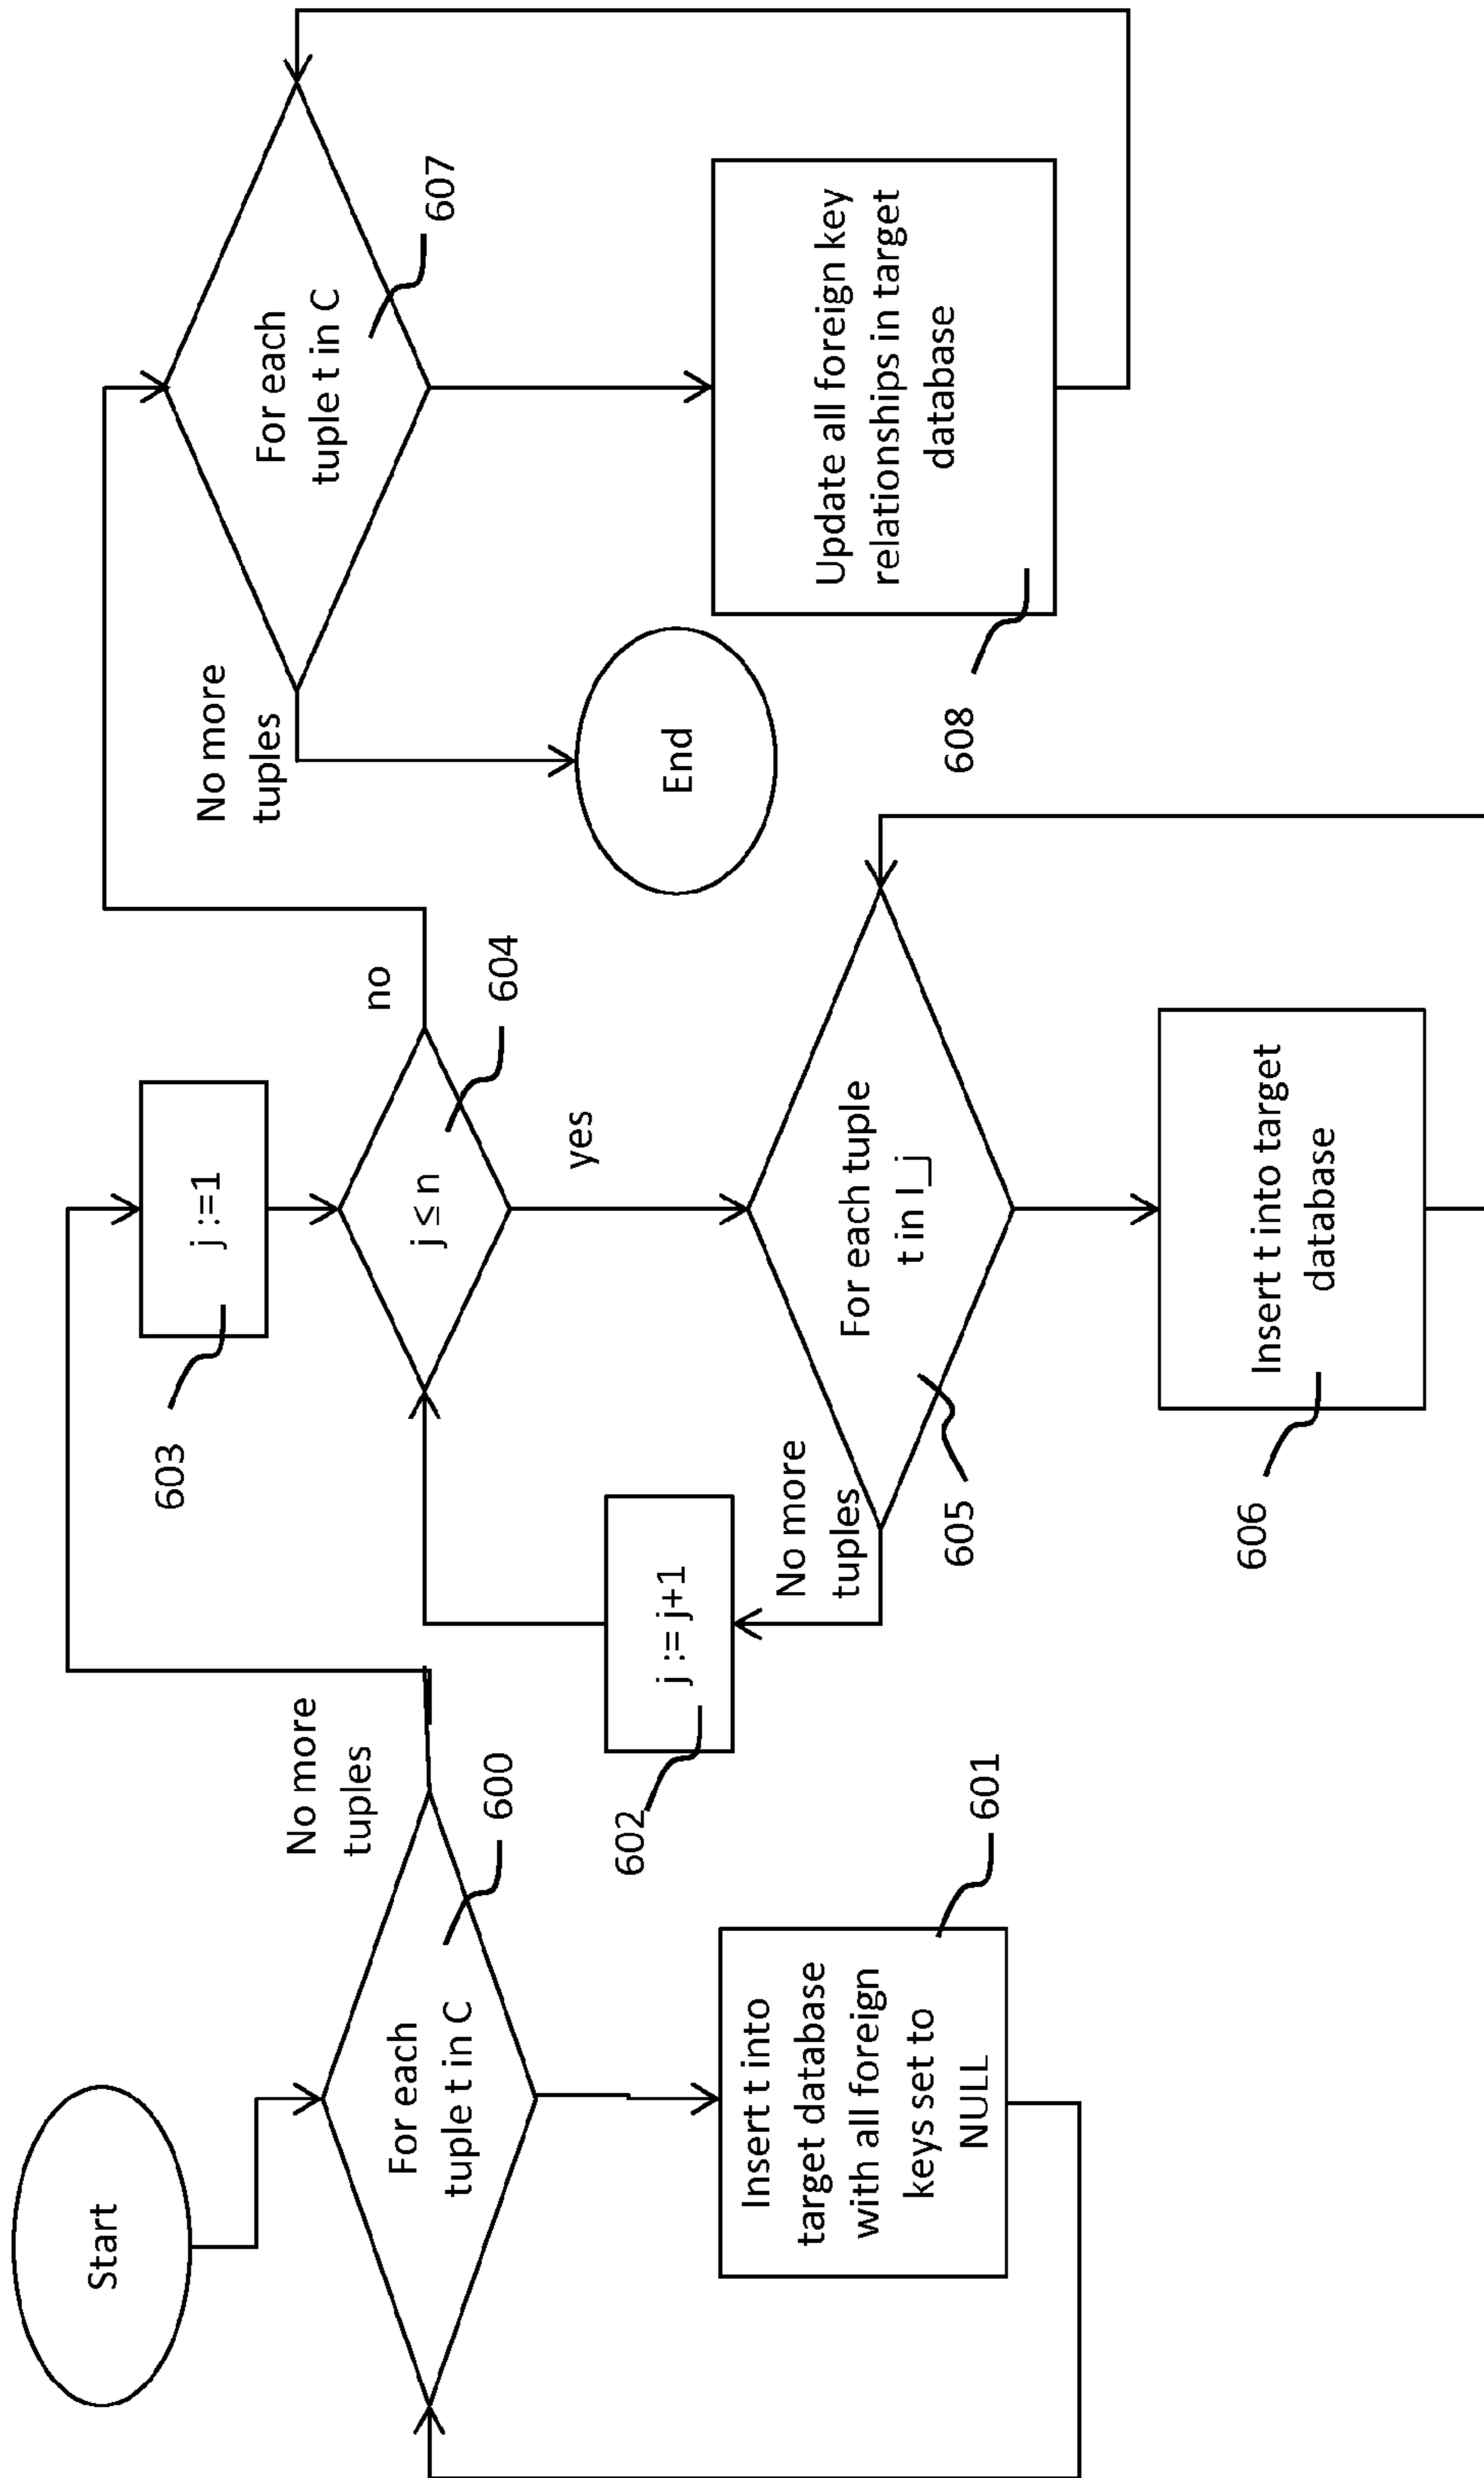 Start
For each
tuple t in C
600
No more
tuples
Insert t into
target database
with all foreign
keys set to
NULL
601
j :=1
603
j ≤ n
604
no
yes
j := j+1
602
No more
tuples
For each tuple
t in I_j
605
Insert t into target
database
606
For each
tuple t in C
607
No more
tuples
End
Update all foreign key
relationships in target
database
608